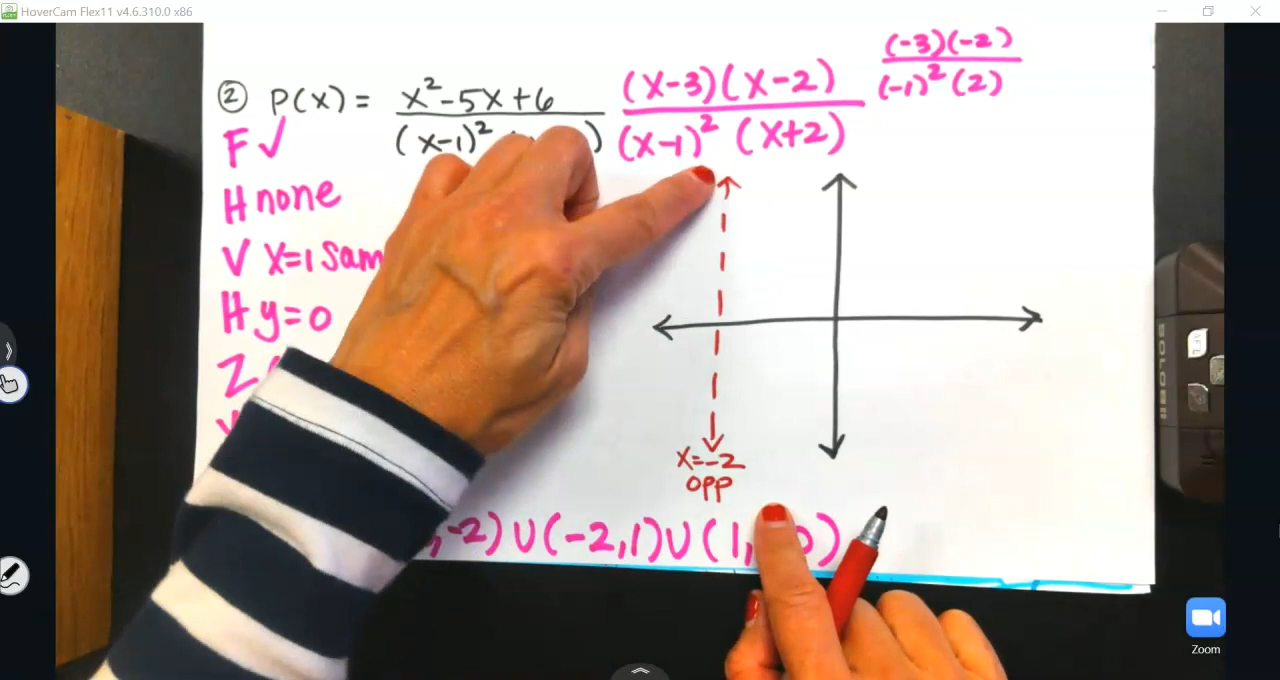 HoverCam Flex11 v4.6.310.0 x86
② P(x) = x²-5x+6 / (x-1)²
(x-3)(x-2) / (x-1)² (x+2)
(-3)(-2) / (-1)² (2)
F✓
H none
V x=1
H y=0
Z
x=-2
opp
-2) ∪ (-2,1) ∪ (1,
SOLO
Zoom